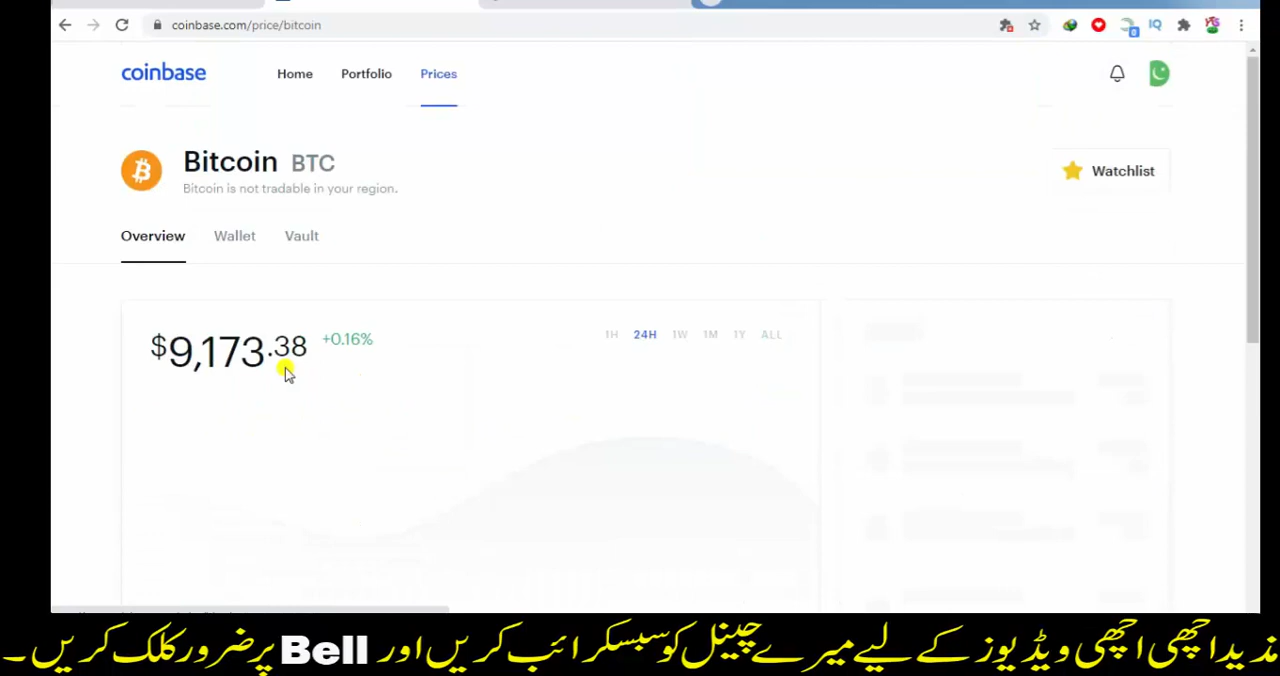 coinbase.com/price/bitcoin
IQ
coinbase Home Portfolio Prices
Bitcoin BTC
Bitcoin is not tradable in your region.
Watchlist
Overview Wallet Vault
$9,173.38 +0.16% 1H 24H 1W 1M 1Y ALL
مذید اچھی اچھی ویڈیوز کے لیے میرے چینل کو سبسکرائب کریں اور Bell پر ضرور کلک کریں۔